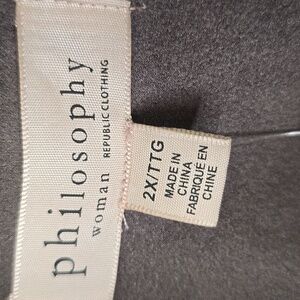 philosophy
woman REPUBLIC CLOTHING
2X/TTG
MADE IN
CHINA
FABRIQUÉ EN
CHINE